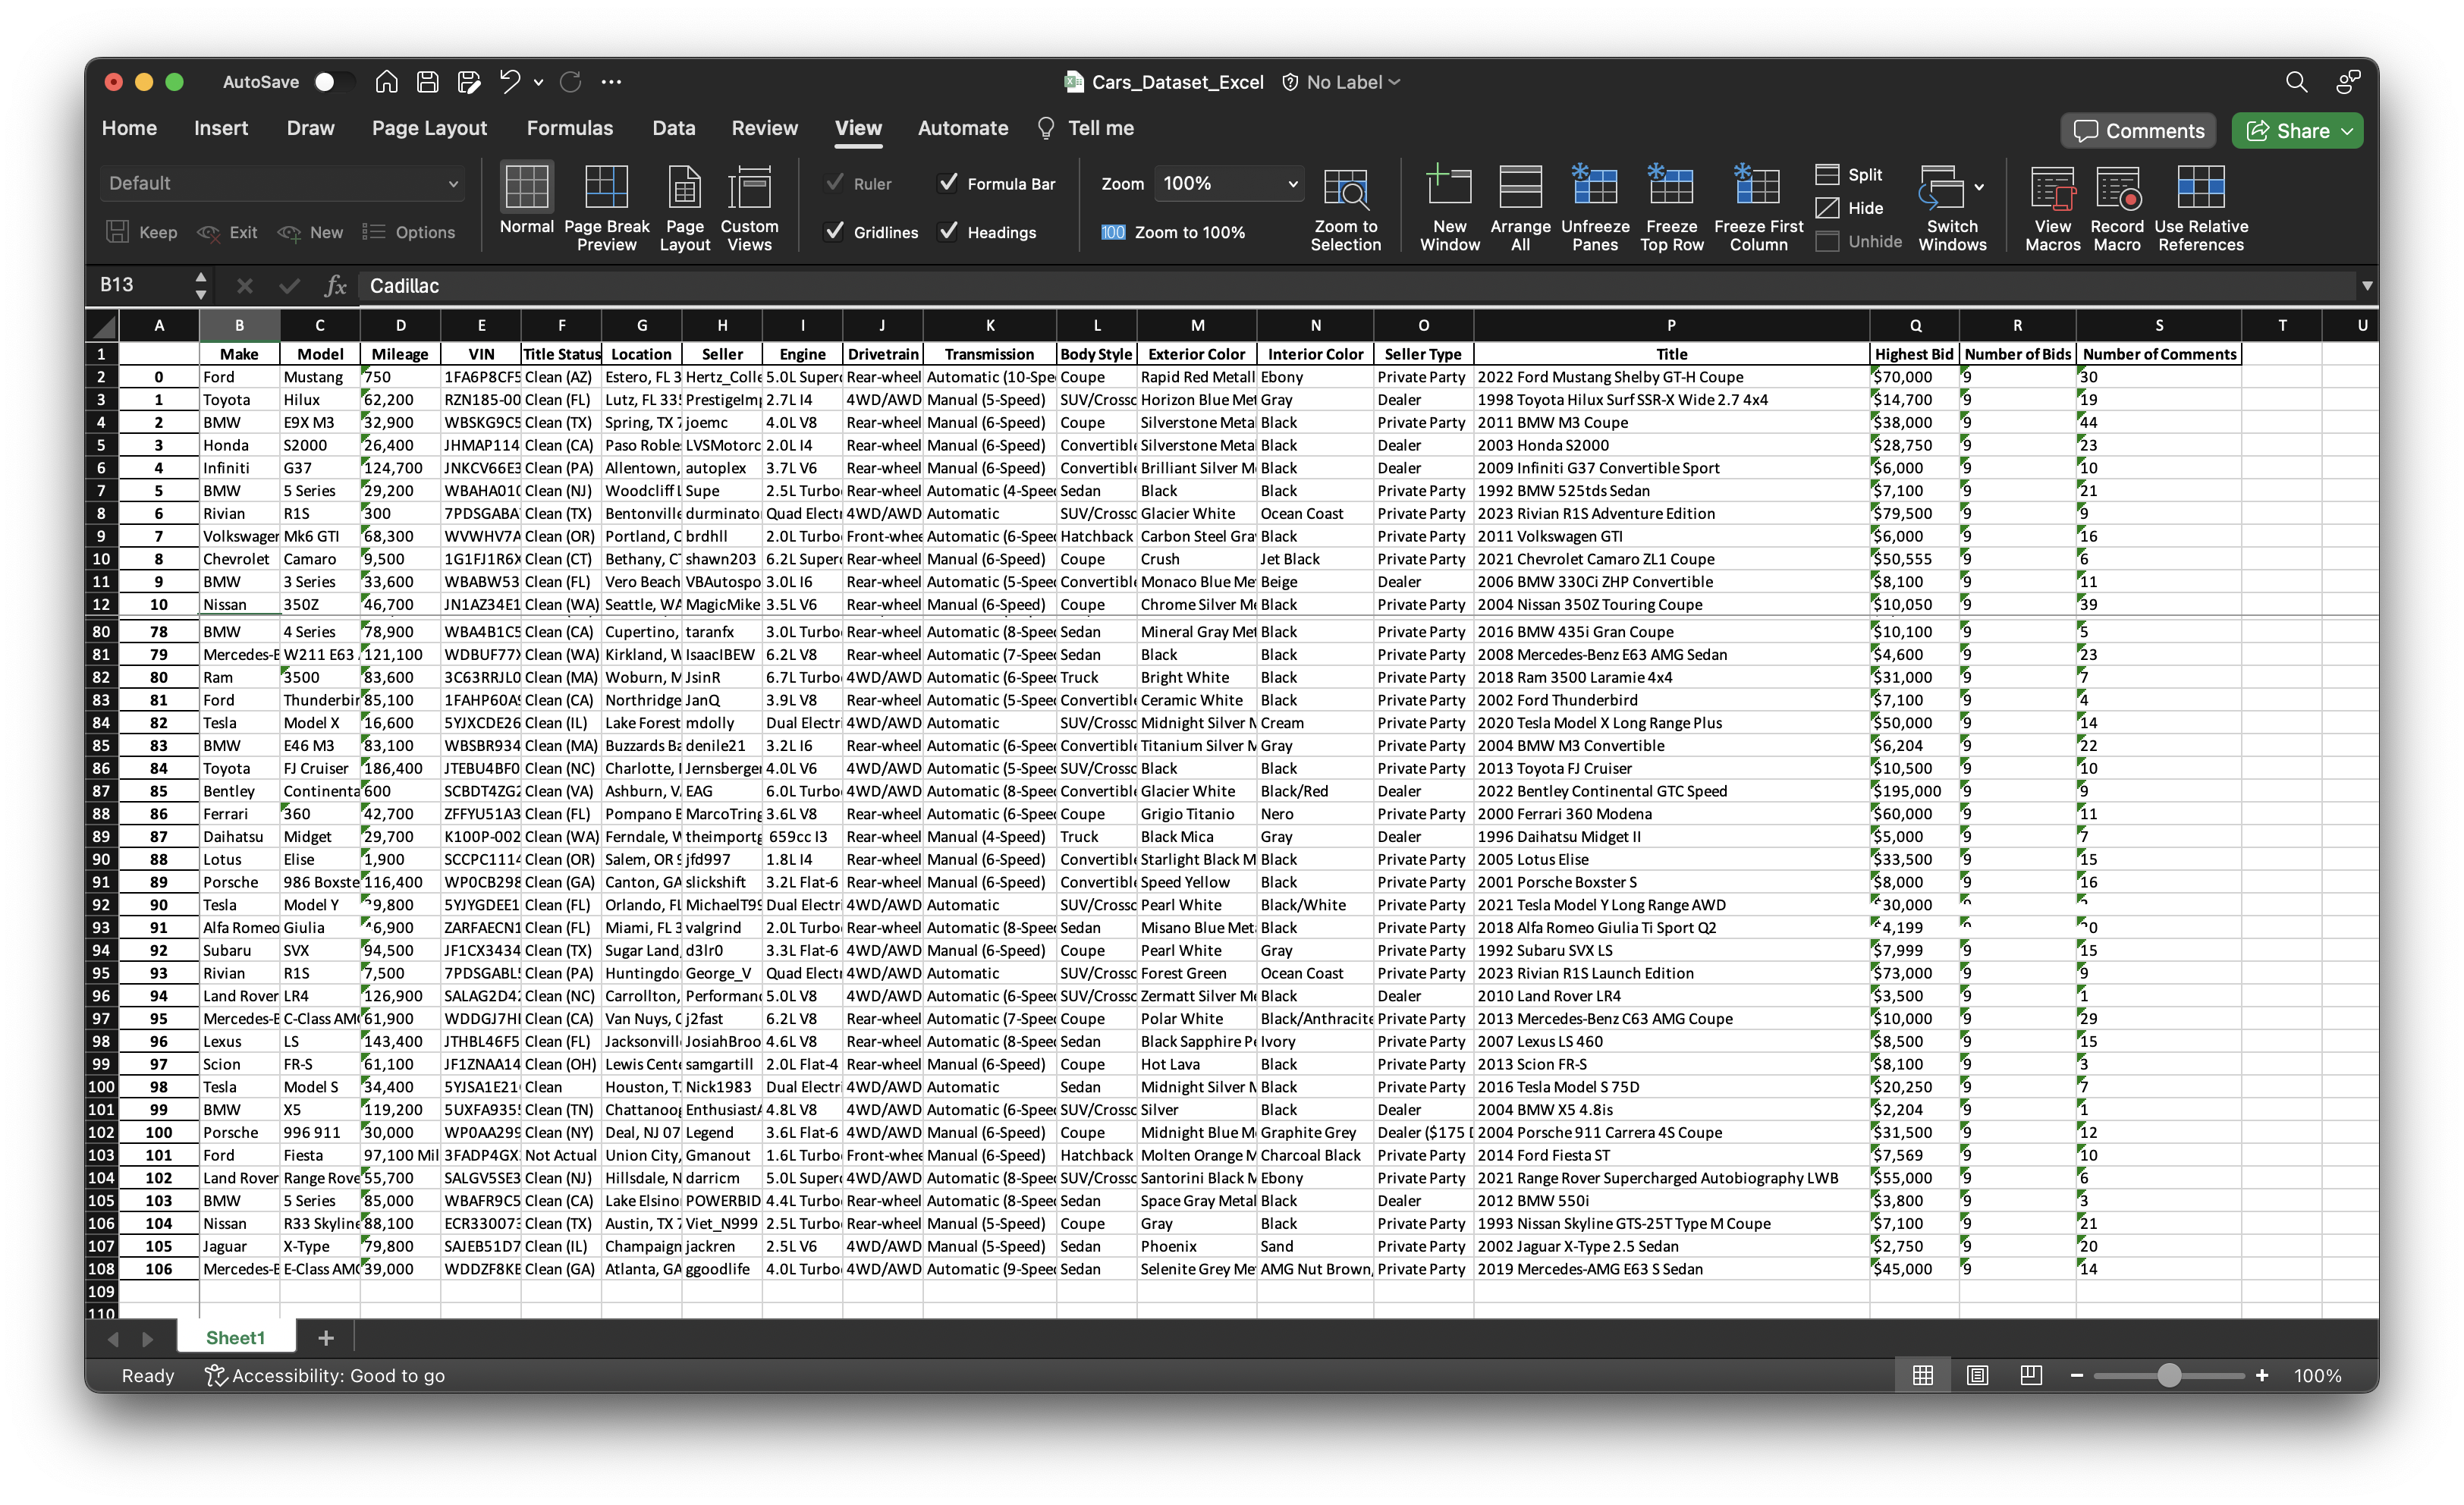 AutoSave Cars_Dataset_Excel No Label
Home Insert Draw Page Layout Formulas Data Review View Automate Tell me Comments Share
Default Normal Page Break Preview Page Layout Custom Views Ruler Formula Bar Zoom 100% Zoom to Selection New Window Arrange All Unfreeze Panes Freeze Top Row Freeze First Column Split Hide Unhide Switch Windows View Macros Record Macro Use Relative References
Keep Exit New Options Gridlines Headings 100 Zoom to 100%
B13 fx Cadillac
A B C D E F G H I J K L M N O P Q R S T U
1 Make Model Mileage VIN Title Status Location Seller Engine Drivetrain Transmission Body Style Exterior Color Interior Color Seller Type Title Highest Bid Number of Bids Number of Comments
2 0 Ford Mustang 750 1FA6P8CF5 Clean (AZ) Estero, FL 3 Hertz_Colle 5.0L Super Rear-wheel Automatic (10-Spe Coupe Rapid Red Metall Ebony Private Party 2022 Ford Mustang Shelby GT-H Coupe $70,000 9 30
3 1 Toyota Hilux 62,200 RZN185-00 Clean (FL) Lutz, FL 33 PrestigeIm 2.7L I4 4WD/AWD Manual (5-Speed) SUV/Crosso Horizon Blue Met Gray Dealer 1998 Toyota Hilux Surf SSR-X Wide 2.7 4x4 $14,700 9 19
4 2 BMW E9X M3 32,900 WBSKG9C5 Clean (TX) Spring, TX 7 joemc 4.0L V8 Rear-wheel Manual (6-Speed) Coupe Silverstone Metal Black Private Party 2011 BMW M3 Coupe $38,000 9 44
5 3 Honda S2000 26,400 JHMAP114 Clean (CA) Paso Roble LVSMotorc 2.0L I4 Rear-wheel Manual (6-Speed) Convertible Silverstone Metal Black Dealer 2003 Honda S2000 $28,750 9 23
6 4 Infiniti G37 124,700 JNKCV66E3 Clean (PA) Allentown, autoplex 3.7L V6 Rear-wheel Manual (6-Speed) Convertible Brilliant Silver M Black Dealer 2009 Infiniti G37 Convertible Sport $6,000 9 10
7 5 BMW 5 Series 29,200 WBAHA010 Clean (NJ) Woodcliff L Supe 2.5L Turbo Rear-wheel Automatic (4-Speed Sedan Black Black Private Party 1992 BMW 525tds Sedan $7,100 9 21
8 6 Rivian R1S 300 7PDSGABA Clean (TX) Bentonville durminato Quad Electr 4WD/AWD Automatic SUV/Crosso Glacier White Ocean Coast Private Party 2023 Rivian R1S Adventure Edition $79,500 9 9
9 7 Volkswagen Mk6 GTI 68,300 WVWHV7A Clean (OR) Portland, O brdhll 2.0L Turbo Front-whee Manual (6-Speed) Hatchback Carbon Steel Gra Black Private Party 2011 Volkswagen GTI $6,000 9 16
10 8 Chevrolet Camaro 9,500 1G1FJ1R6X Clean (CT) Bethany, CT shawn203 6.2L Super Rear-wheel Manual (6-Speed) Coupe Crush Jet Black Private Party 2021 Chevrolet Camaro ZL1 Coupe $50,555 9 6
11 9 BMW 3 Series 33,600 WBABW53 Clean (FL) Vero Beach VBAutospo 3.0L I6 Rear-wheel Automatic (5-Speed Convertible Monaco Blue Me Beige Dealer 2006 BMW 330Ci ZHP Convertible $8,100 9 11
12 10 Nissan 350Z 46,700 JN1AZ34E1 Clean (WA) Seattle, WA MagicMike 3.5L V6 Rear-wheel Manual (6-Speed) Coupe Chrome Silver M Black Private Party 2004 Nissan 350Z Touring Coupe $10,050 9 39
80 78 BMW 4 Series 78,900 WBA4B1C5 Clean (CA) Cupertino, taranfx 3.0L Turbo Rear-wheel Automatic (8-Speed Sedan Mineral Gray Met Black Private Party 2016 BMW 435i Gran Coupe $10,100 9 5
81 79 Mercedes-B W211 E63 121,100 WDBUF77X Clean (WA) Kirkland, W IsaacIBEW 6.2L V8 Rear-wheel Automatic (7-Speed Sedan Black Black Private Party 2008 Mercedes-Benz E63 AMG Sedan $4,600 9 23
82 80 Ram 3500 83,600 3C63RRJL0 Clean (MA) Woburn, M JsinR 6.7L Turbo 4WD/AWD Automatic (6-Speed Truck Bright White Black Private Party 2018 Ram 3500 Laramie 4x4 $31,000 9 7
83 81 Ford Thunderbir 85,100 1FAHP60A Clean (CA) Northridge JanQ 3.9L V8 Rear-wheel Automatic (5-Speed Convertible Ceramic White Black Private Party 2002 Ford Thunderbird $7,100 9 4
84 82 Tesla Model X 16,600 5YJXCDE26 Clean (IL) Lake Forest mdolly Dual Electri 4WD/AWD Automatic SUV/Crosso Midnight Silver M Cream Private Party 2020 Tesla Model X Long Range Plus $50,000 9 14
85 83 BMW E46 M3 83,100 WBSBR934 Clean (MA) Buzzards Ba denile21 3.2L I6 Rear-wheel Automatic (6-Speed Convertible Titanium Silver M Gray Private Party 2004 BMW M3 Convertible $6,204 9 22
86 84 Toyota FJ Cruiser 186,400 JTEBU4BF0 Clean (NC) Charlotte, Jernsberger 4.0L V6 4WD/AWD Automatic (5-Speed SUV/Crosso Black Black Private Party 2013 Toyota FJ Cruiser $10,500 9 10
87 85 Bentley Continenta 600 SCBDT4ZG2 Clean (VA) Ashburn, V EAG 6.0L Turbo 4WD/AWD Automatic (8-Speed Convertible Glacier White Black/Red Dealer 2022 Bentley Continental GTC Speed $195,000 9 9
88 86 Ferrari 360 42,700 ZFFYU51A3 Clean (FL) Pompano B MarcoTring 3.6L V8 Rear-wheel Automatic (6-Speed Coupe Grigio Titanio Nero Private Party 2000 Ferrari 360 Modena $60,000 9 11
89 87 Daihatsu Midget 29,700 K100P-002 Clean (WA) Ferndale, W theimportg 659cc I3 Rear-wheel Manual (4-Speed) Truck Black Mica Gray Dealer 1996 Daihatsu Midget II $5,000 9 7
90 88 Lotus Elise 1,900 SCCPC1114 Clean (OR) Salem, OR 9 jfd997 1.8L I4 Rear-wheel Manual (6-Speed) Convertible Starlight Black M Black Private Party 2005 Lotus Elise $33,500 9 15
91 89 Porsche 986 Boxste 116,400 WP0CB298 Clean (GA) Canton, GA slickshift 3.2L Flat-6 Rear-wheel Manual (6-Speed) Convertible Speed Yellow Black Private Party 2001 Porsche Boxster S $8,000 9 16
92 90 Tesla Model Y 9,800 5YJYGDEE1 Clean (FL) Orlando, FL MichaelT99 Dual Electri 4WD/AWD Automatic SUV/Crosso Pearl White Black/White Private Party 2021 Tesla Model Y Long Range AWD $30,000
93 91 Alfa Romeo Giulia 6,900 ZARFAECN1 Clean (FL) Miami, FL 3 valgrind 2.0L Turbo Rear-wheel Automatic (8-Speed Sedan Misano Blue Met Black Private Party 2018 Alfa Romeo Giulia Ti Sport Q2 4,199
94 92 Subaru SVX 94,500 JF1CX3434 Clean (TX) Sugar Land, d3lr0 3.3L Flat-6 4WD/AWD Manual (6-Speed) Coupe Pearl White Gray Private Party 1992 Subaru SVX LS $7,999 9 15
95 93 Rivian R1S 7,500 7PDSGABL Clean (PA) Huntingdo George_V Quad Electr 4WD/AWD Automatic SUV/Crosso Forest Green Ocean Coast Private Party 2023 Rivian R1S Launch Edition $73,000 9 9
96 94 Land Rover LR4 126,900 SALAG2D4 Clean (NC) Carrollton, Performan 5.0L V8 4WD/AWD Automatic (6-Speed SUV/Crosso Zermatt Silver Me Black Dealer 2010 Land Rover LR4 $3,500 9 1
97 95 Mercedes-B C-Class AMG 61,900 WDDGJ7H Clean (CA) Van Nuys, C j2fast 6.2L V8 Rear-wheel Automatic (7-Speed Coupe Polar White Black/Anthracite Private Party 2013 Mercedes-Benz C63 AMG Coupe $10,000 9 29
98 96 Lexus LS 143,400 JTHBL46F5 Clean (FL) Jacksonvill JosiahBroo 4.6L V8 Rear-wheel Automatic (8-Speed Sedan Black Sapphire Pe Ivory Private Party 2007 Lexus LS 460 $8,500 9 15
99 97 Scion FR-S 61,100 JF1ZNAA14 Clean (OH) Lewis Cente samgartill 2.0L Flat-4 Rear-wheel Manual (6-Speed) Coupe Hot Lava Black Private Party 2013 Scion FR-S $8,100 9 3
100 98 Tesla Model S 34,400 5YJSA1E21 Clean Houston, T Nick1983 Dual Electri 4WD/AWD Automatic Sedan Midnight Silver M Black Private Party 2016 Tesla Model S 75D $20,250 9 7
101 99 BMW X5 119,200 5UXFA935 Clean (TN) Chattanoog EnthusiastA 4.8L V8 4WD/AWD Automatic (6-Speed SUV/Crosso Silver Black Dealer 2004 BMW X5 4.8is $2,204 9 1
102 100 Porsche 996 911 30,000 WP0AA299 Clean (NY) Deal, NJ 07 Legend 3.6L Flat-6 4WD/AWD Manual (6-Speed) Coupe Midnight Blue M Graphite Grey Dealer ($175 2004 Porsche 911 Carrera 4S Coupe $31,500 9 12
103 101 Ford Fiesta 97,100 Mil 3FADP4GX Not Actual Union City, Gmanout 1.6L Turbo Front-whee Manual (6-Speed) Hatchback Molten Orange M Charcoal Black Private Party 2014 Ford Fiesta ST $7,569 9 10
104 102 Land Rover Range Rove 55,700 SALGV5SE3 Clean (NJ) Hillsdale, N darricm 5.0L Super 4WD/AWD Automatic (8-Speed SUV/Crosso Santorini Black M Ebony Private Party 2021 Range Rover Supercharged Autobiography LWB $55,000 9 6
105 103 BMW 5 Series 85,000 WBAFR9C5 Clean (CA) Lake Elsino POWERBID 4.4L Turbo Rear-wheel Automatic (8-Speed Sedan Space Gray Metal Black Dealer 2012 BMW 550i $3,800 9 3
106 104 Nissan R33 Skyline 88,100 ECR33007 Clean (TX) Austin, TX 7 Viet_N999 2.5L Turbo Rear-wheel Manual (5-Speed) Coupe Gray Black Private Party 1993 Nissan Skyline GTS-25T Type M Coupe $7,100 9 21
107 105 Jaguar X-Type 79,800 SAJEB51D7 Clean (IL) Champaign jackren 2.5L V6 4WD/AWD Manual (5-Speed) Sedan Phoenix Sand Private Party 2002 Jaguar X-Type 2.5 Sedan $2,750 9 20
108 106 Mercedes-B E-Class AMG 39,000 WDDZF8KB Clean (GA) Atlanta, GA ggoodlife 4.0L Turbo 4WD/AWD Automatic (9-Speed Sedan Selenite Grey Me AMG Nut Brown, Private Party 2019 Mercedes-AMG E63 S Sedan $45,000 9 14
109
110
Sheet1 +
Ready Accessibility: Good to go 100%